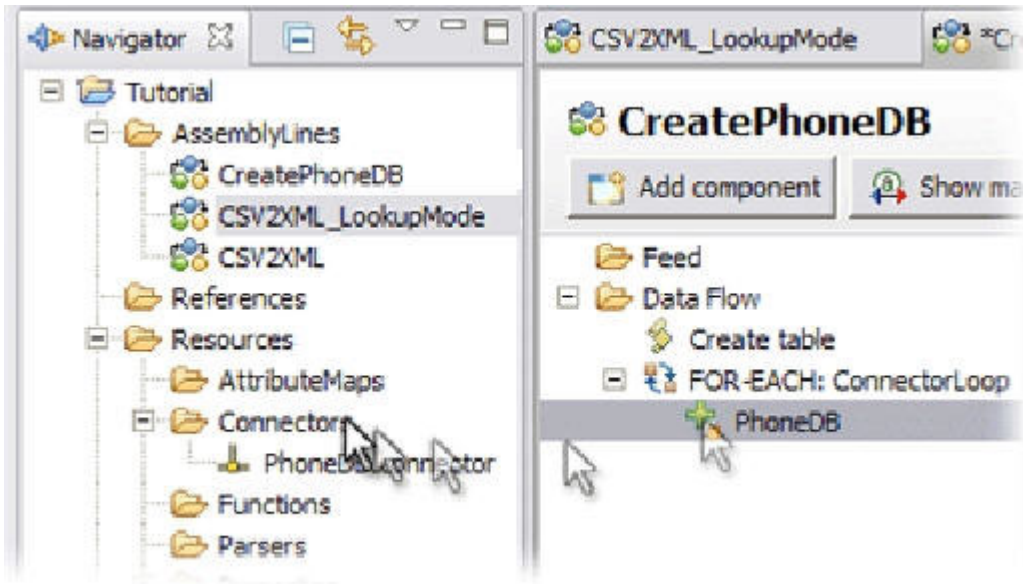 Navigator
Tutorial
AssemblyLines
CreatePhoneDB
CSV2XML_LookupMode
CSV2XML
References
Resources
AttributeMaps
Connectors
Functions
Parsers
CSV2XML_LookupMode
CreatePhoneDB
Add component
Show
Feed
Data Flow
Create table
FOR-EACH: ConnectorLoop
PhoneDB